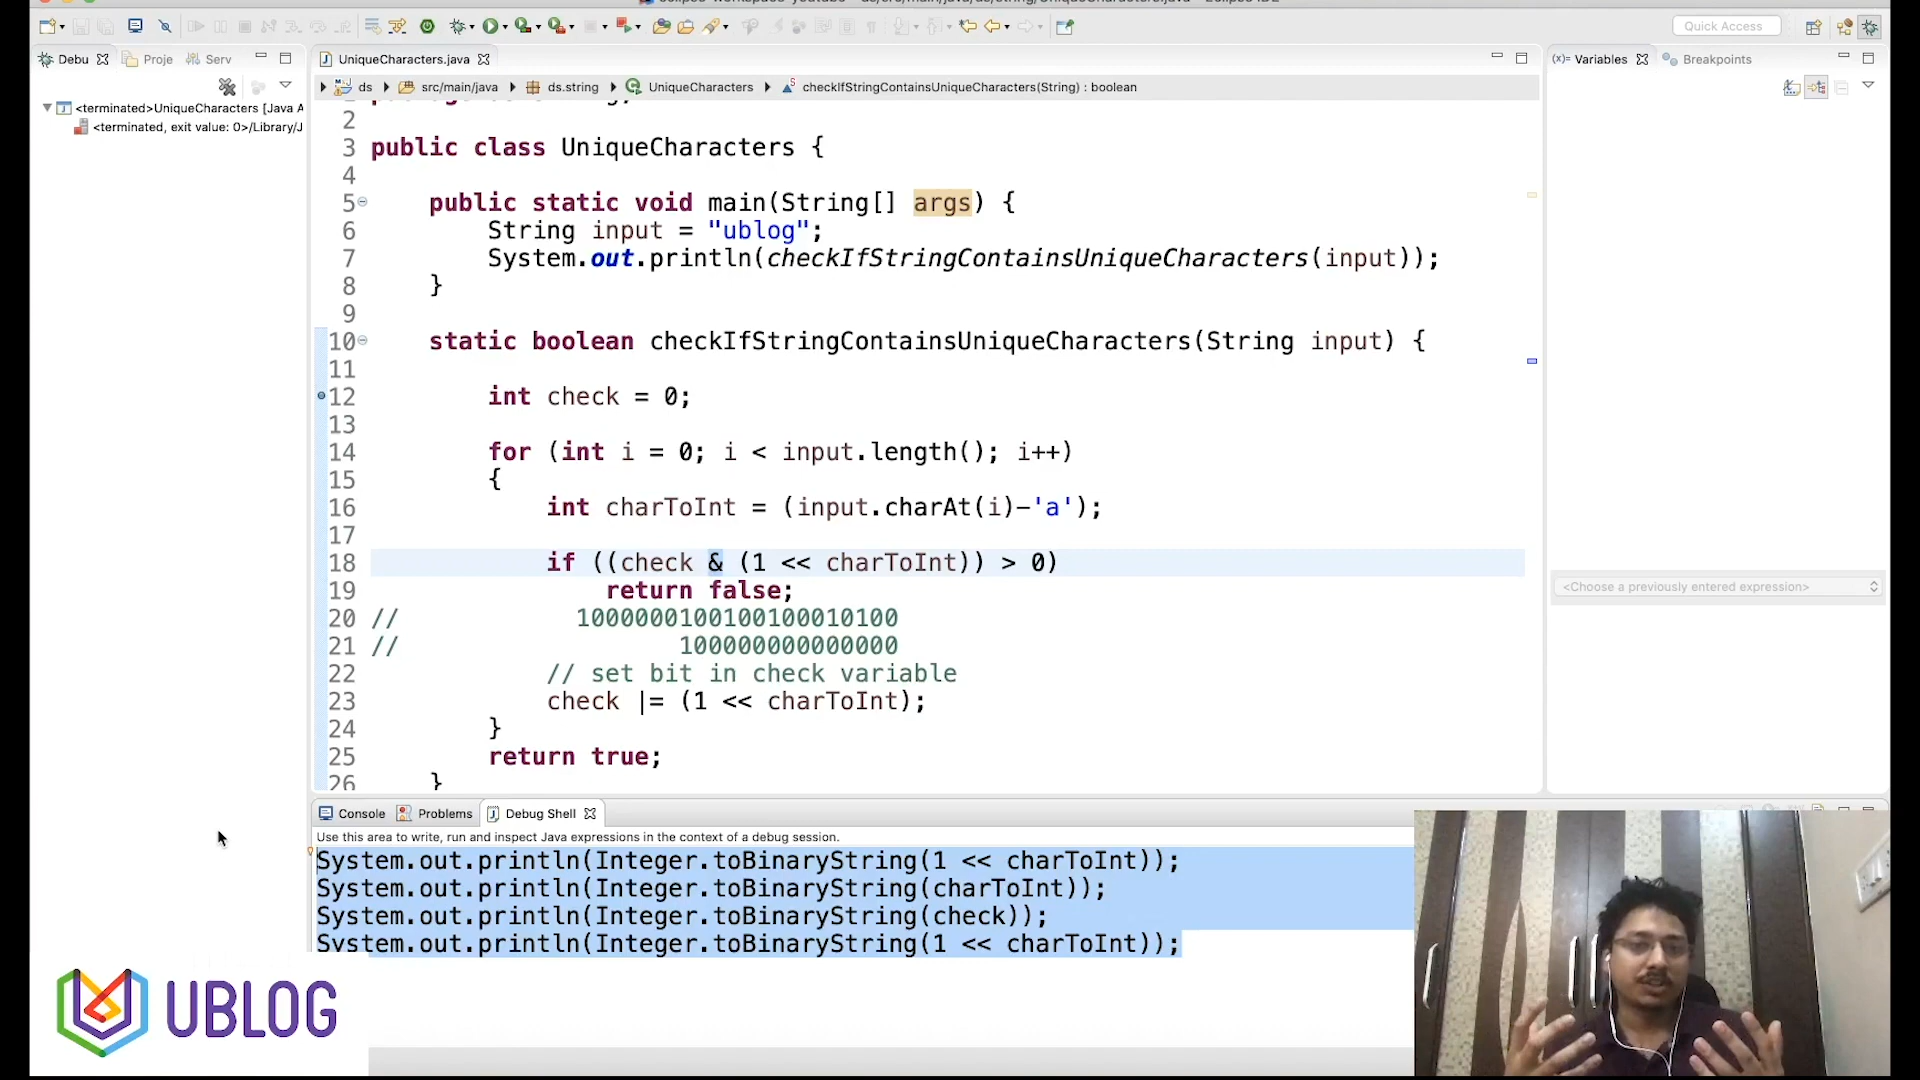 Quick Access
Debu
Proje
Serv
UniqueCharacters.java
(x)= Variables
Breakpoints
ds
src/main/java
ds.string
UniqueCharacters
checkIfStringContainsUniqueCharacters(String) : boolean
<terminated>UniqueCharacters [Java A
<terminated, exit value: 0>/Library/J
2
3 public class UniqueCharacters {
4
5 public static void main(String[] args) {
6 String input = "ublog";
7 System.out.println(checkIfStringContainsUniqueCharacters(input));
8 }
9
10 static boolean checkIfStringContainsUniqueCharacters(String input) {
11
12 int check = 0;
13
14 for (int i = 0; i < input.length(); i++)
15 {
16 int charToInt = (input.charAt(i)-'a');
17
18 if ((check & (1 << charToInt)) > 0)
19 return false;
20 // 1000000100100100010100
21 // 100000000000000
22 // set bit in check variable
23 check |= (1 << charToInt);
24 }
25 return true;
26 }
<Choose a previously entered expression>
Console
Problems
Debug Shell
Use this area to write, run and inspect Java expressions in the context of a debug session.
System.out.println(Integer.toBinaryString(1 << charToInt));
System.out.println(Integer.toBinaryString(charToInt));
System.out.println(Integer.toBinaryString(check));
System.out.println(Integer.toBinaryString(1 << charToInt));
UBLOG